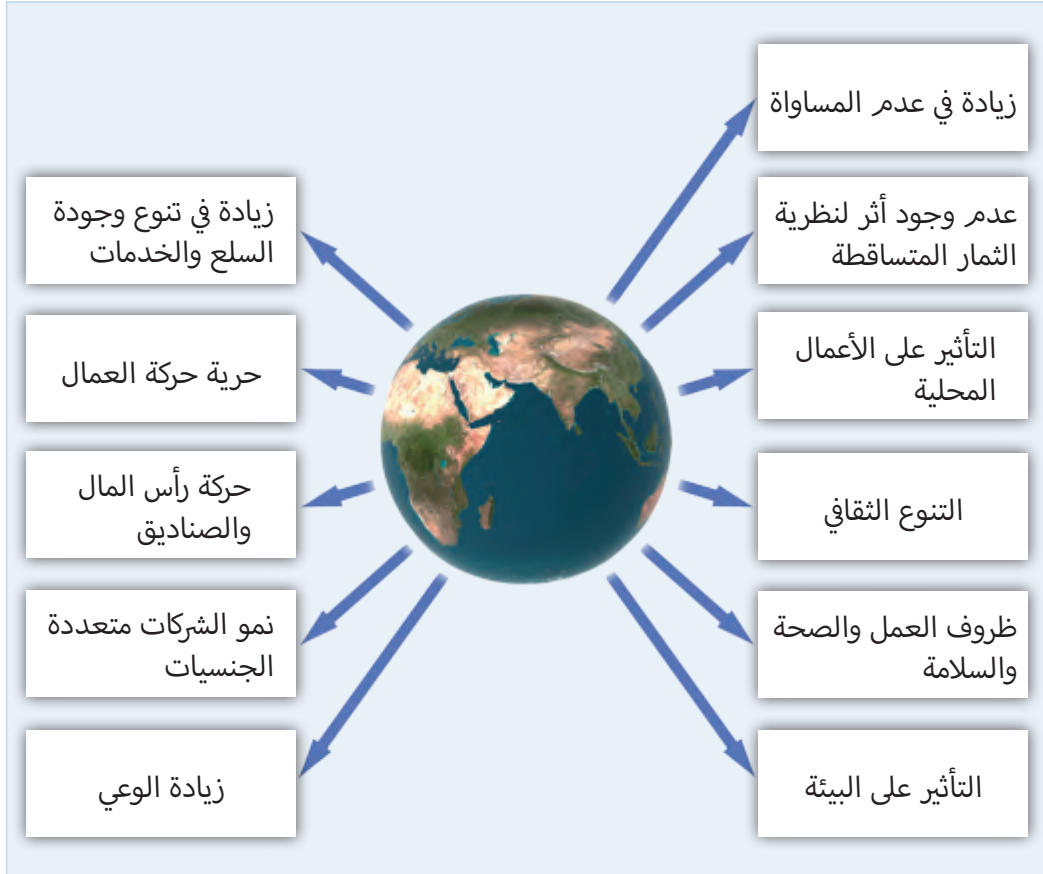 زيادة في عدم المساواة
عدم وجود أثر لنظرية
الثمار المتساقطة
التأثير على الأعمال
المحلية
التنوع الثقافي
ظروف العمل والصحة
والسلامة
التأثير على البيئة
زيادة في تنوع وجودة
السلع والخدمات
حرية حركة العمال
حركة رأس المال
والصناديق
نمو الشركات متعددة
الجنسيات
زيادة الوعي